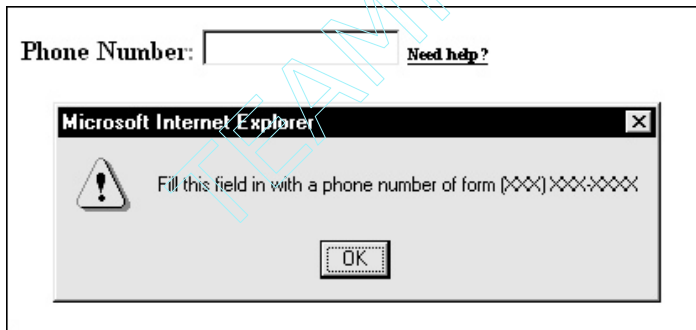 Phone Number: Need help?
Microsoft Internet Explorer
Fill this field in with a phone number of form (XXX) XXX-XXXX
OK